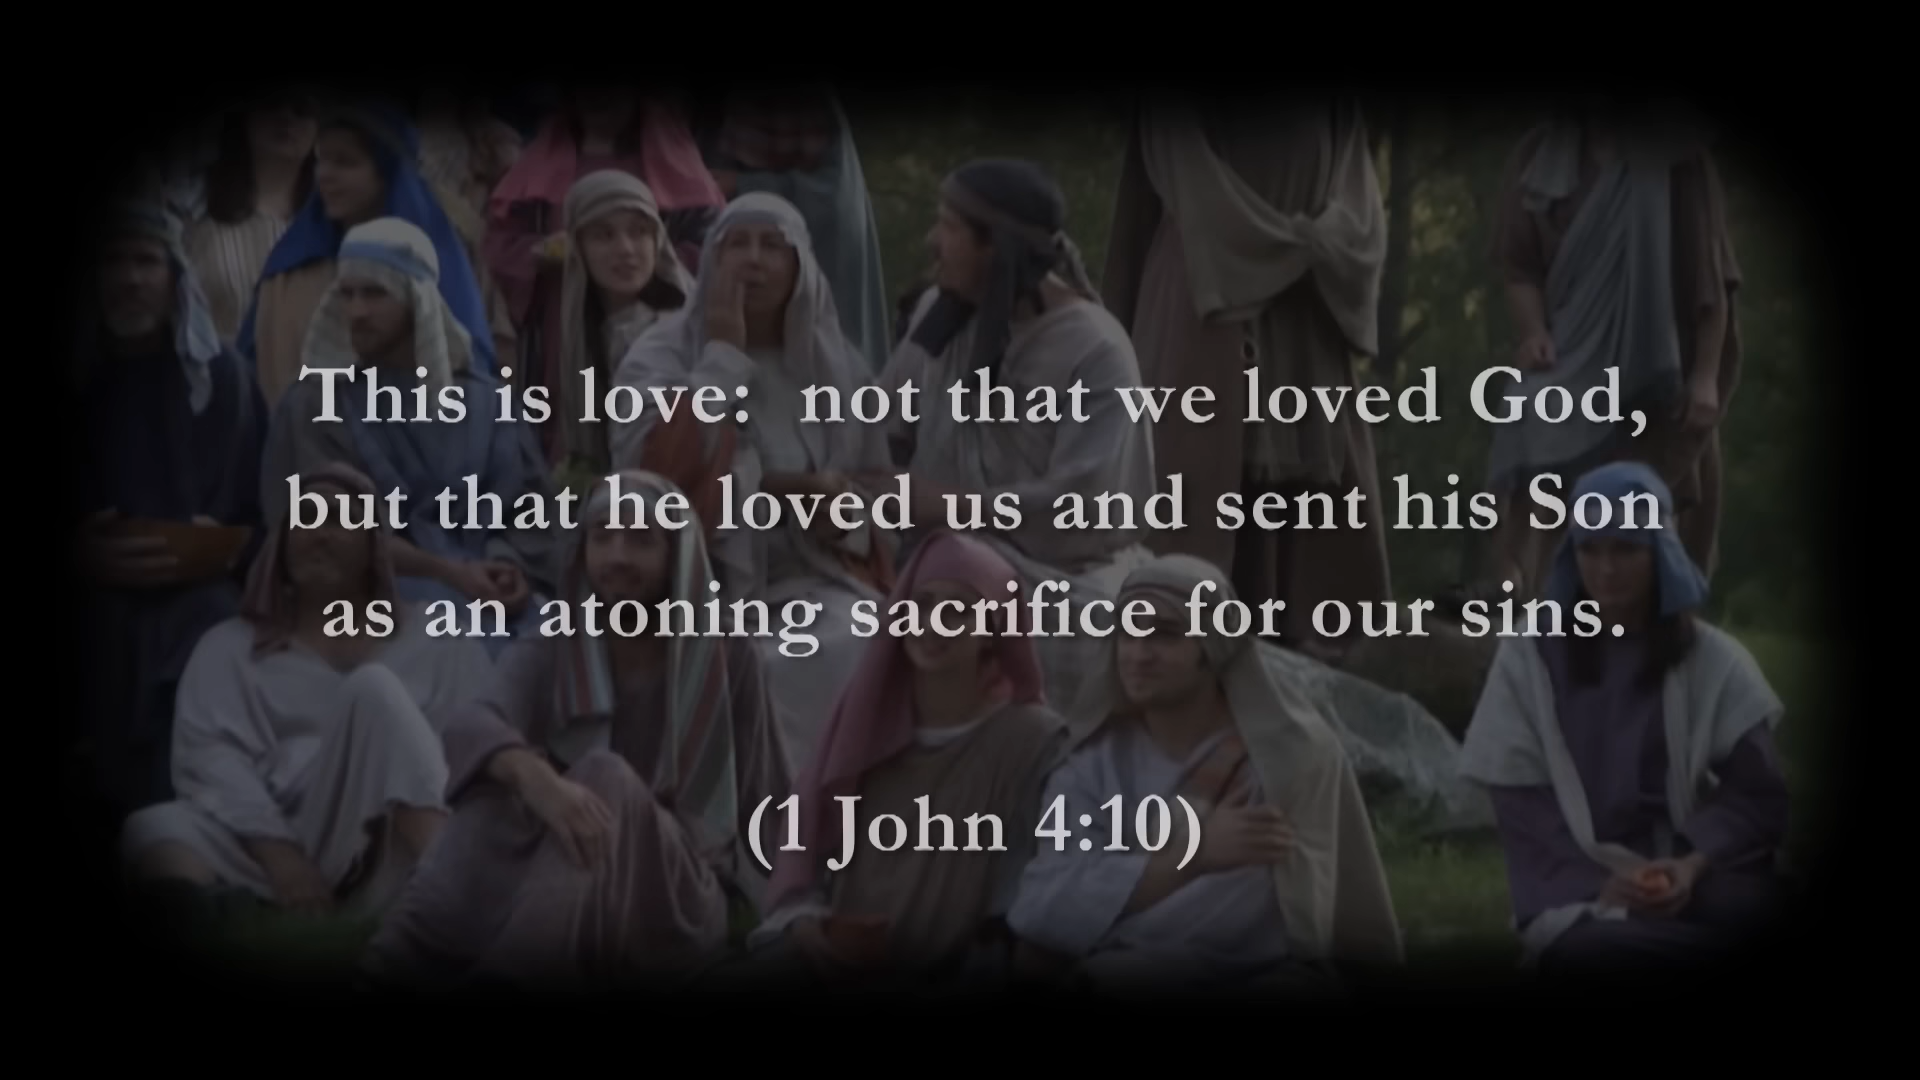 This is love:  not that we loved God,
but that he loved us and sent his Son
as an atoning sacrifice for our sins.
(1 John 4:10)